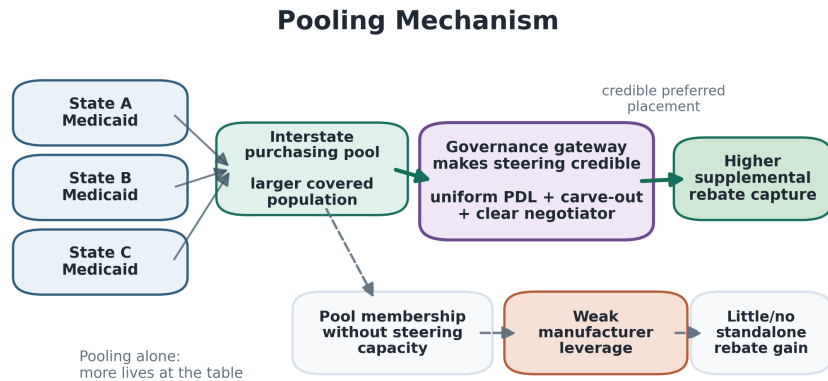 Pooling Mechanism
State A
Medicaid
State B
Medicaid
State C
Medicaid
Interstate
purchasing pool
larger covered
population
Governance gateway
makes steering credible
uniform PDL + carve-out
+ clear negotiator
credible preferred
placement
Higher
supplemental
rebate capture
Pool membership
without steering
capacity
Weak
manufacturer
leverage
Little/no
standalone
rebate gain
Pooling alone:
more lives at the table